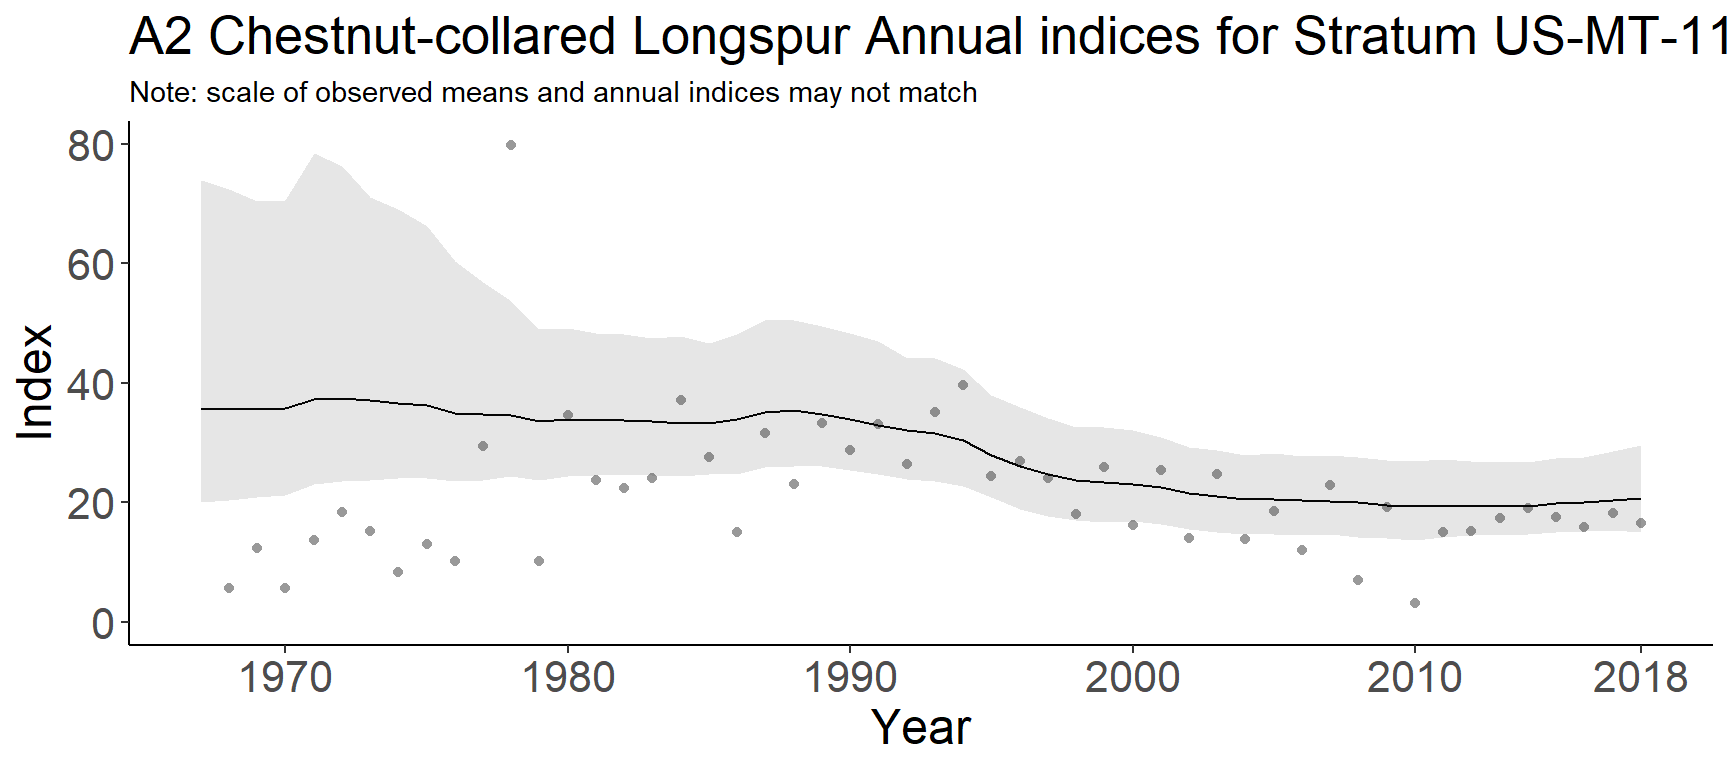 A2 Chestnut-collared Longspur Annual indices for Stratum US-MT-11
Note: scale of observed means and annual indices may not match
80
60
40
20
0
Index
1970 1980 1990 2000 2010 2018
Year